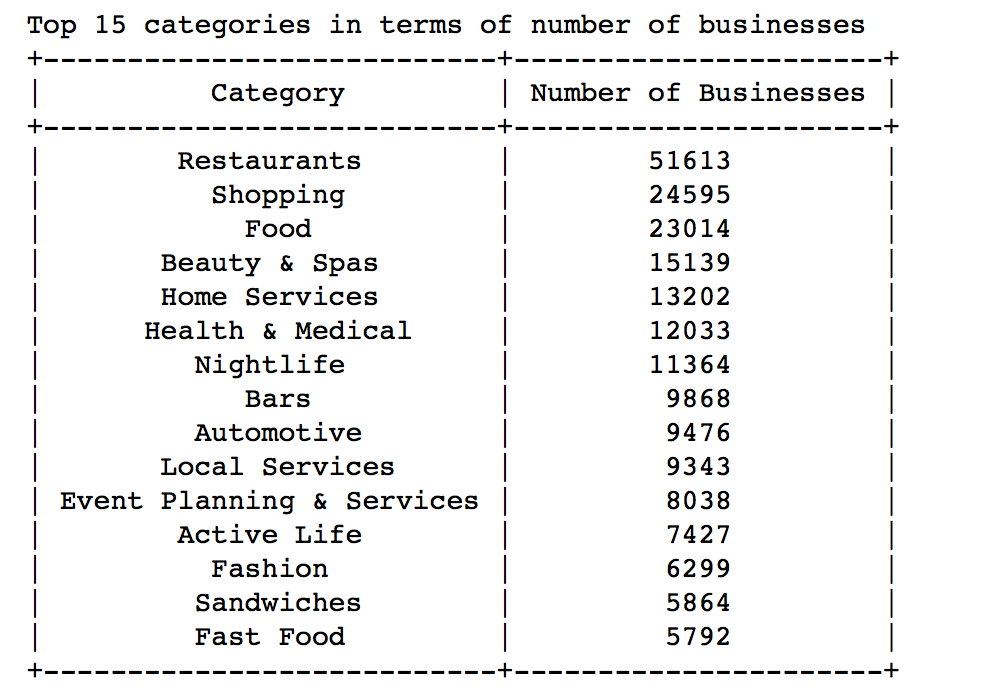 Top 15 categories in terms of number of businesses
+---------------------------+----------------------+
| Category | Number of Businesses |
+---------------------------+----------------------+
| Restaurants | 51613 |
| Shopping | 24595 |
| Food | 23014 |
| Beauty & Spas | 15139 |
| Home Services | 13202 |
| Health & Medical | 12033 |
| Nightlife | 11364 |
| Bars | 9868 |
| Automotive | 9476 |
| Local Services | 9343 |
| Event Planning & Services | 8038 |
| Active Life | 7427 |
| Fashion | 6299 |
| Sandwiches | 5864 |
| Fast Food | 5792 |
+---------------------------+----------------------+